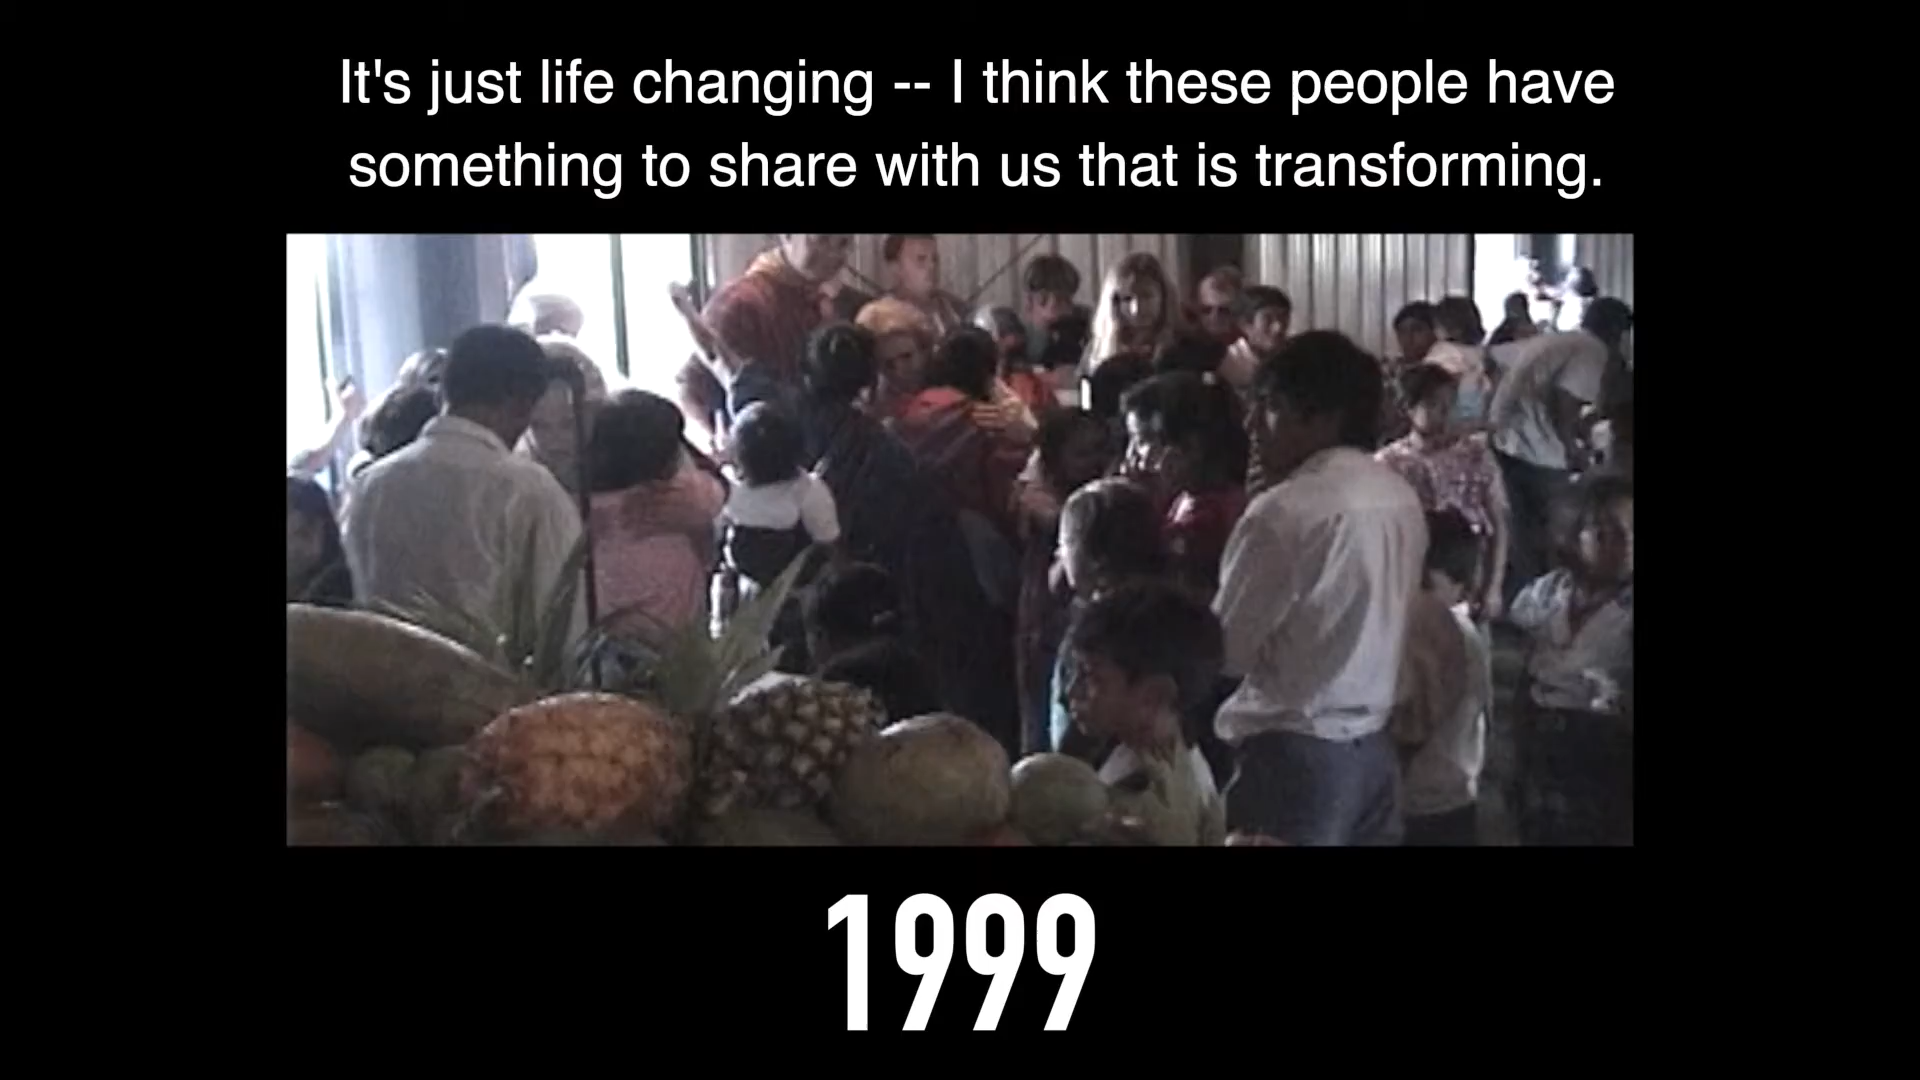 It's just life changing -- I think these people have
something to share with us that is transforming.
1999